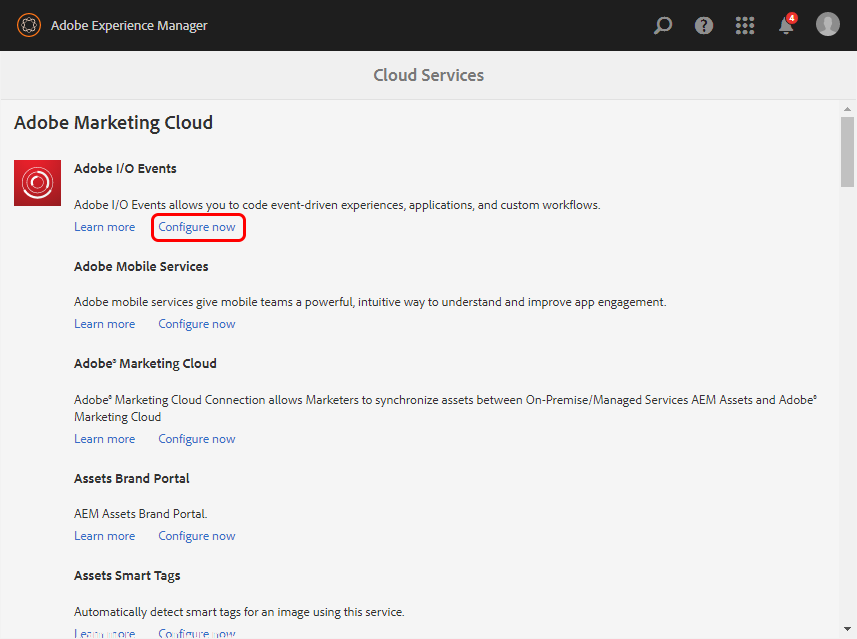 Adobe Experience Manager
4
Cloud Services
Adobe Marketing Cloud
Adobe I/O Events
Adobe I/O Events allows you to code event-driven experiences, applications, and custom workflows.
Learn more Configure now
Adobe Mobile Services
Adobe mobile services give mobile teams a powerful, intuitive way to understand and improve app engagement.
Learn more Configure now
Adobe® Marketing Cloud
Adobe® Marketing Cloud Connection allows Marketers to synchronize assets between On-Premise/Managed Services AEM Assets and Adobe®
Marketing Cloud
Learn more Configure now
Assets Brand Portal
AEM Assets Brand Portal.
Learn more Configure now
Assets Smart Tags
Automatically detect smart tags for an image using this service.
Learn more Configure now